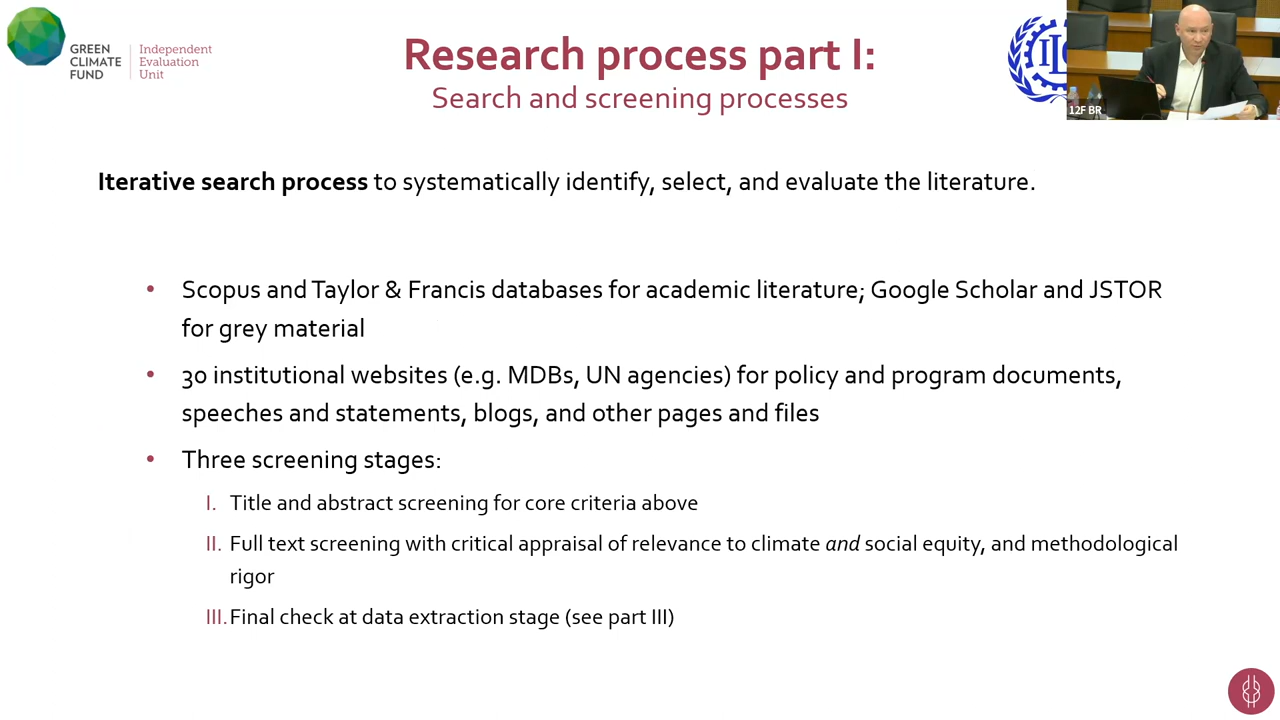 GREEN
CLIMATE
FUND
Independent
Evaluation
Unit
Research process part I:
Search and screening processes
12F BR
Iterative search process to systematically identify, select, and evaluate the literature.
• Scopus and Taylor & Francis databases for academic literature; Google Scholar and JSTOR
for grey material
• 30 institutional websites (e.g. MDBs, UN agencies) for policy and program documents,
speeches and statements, blogs, and other pages and files
• Three screening stages:
I. Title and abstract screening for core criteria above
II. Full text screening with critical appraisal of relevance to climate and social equity, and methodological
rigor
III. Final check at data extraction stage (see part III)